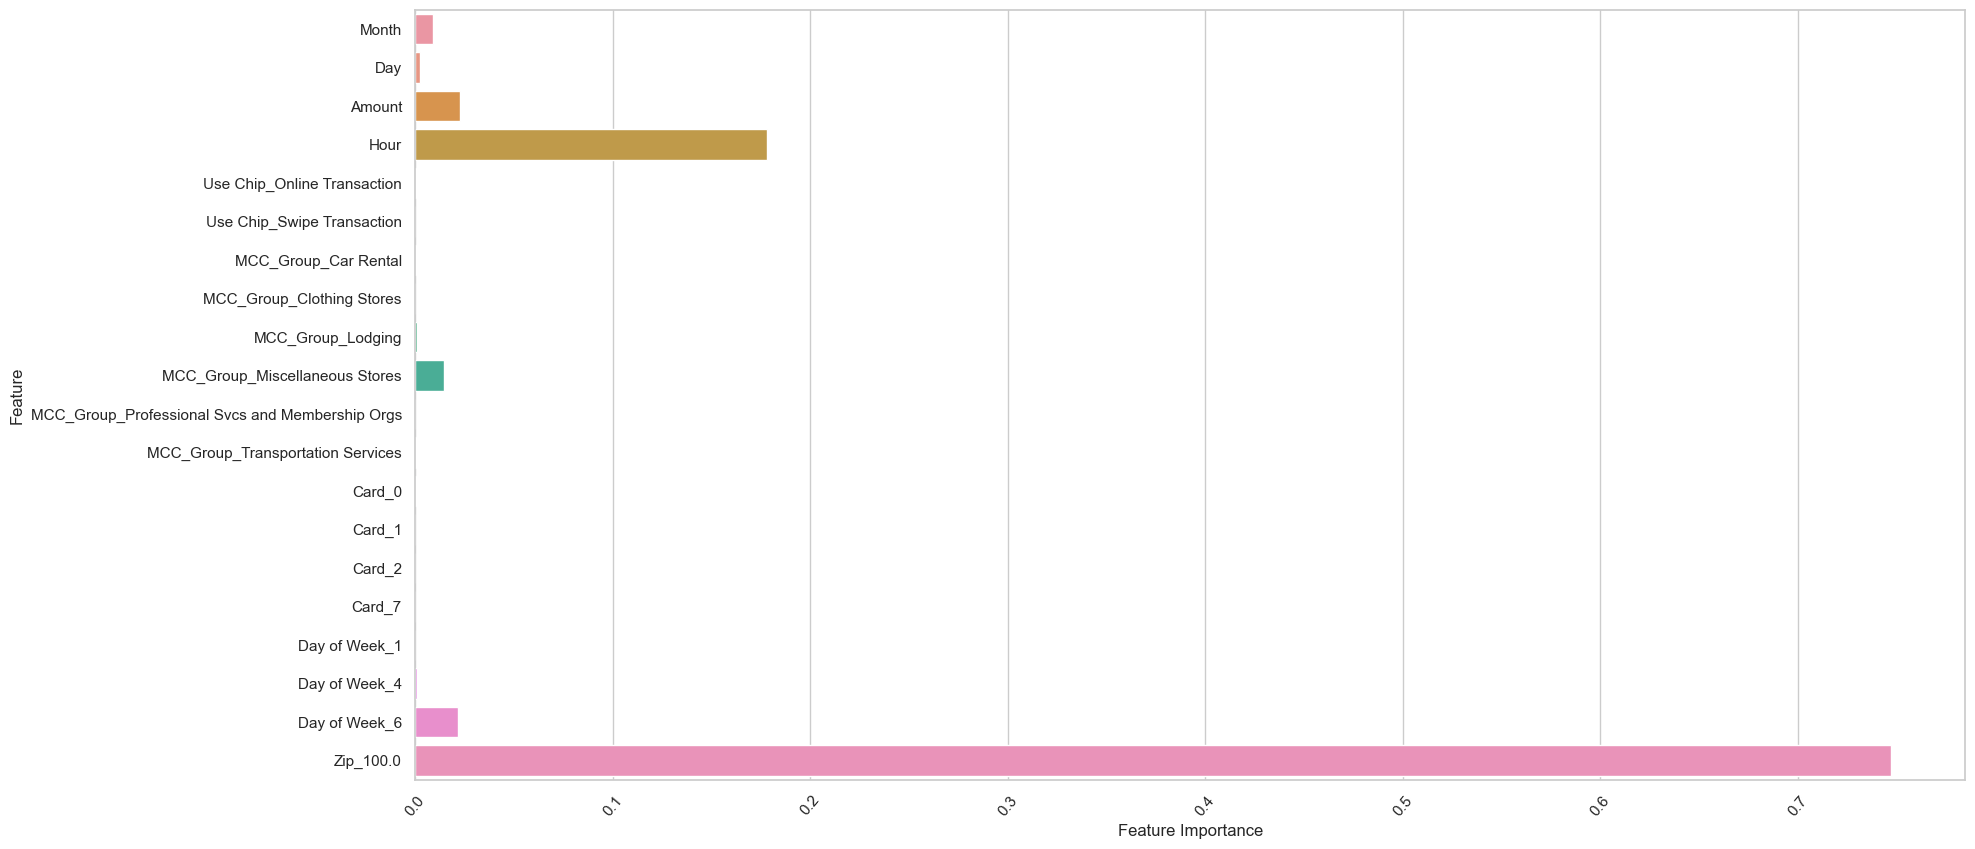 Month
Day
Amount
Hour
Use Chip_Online Transaction
Use Chip_Swipe Transaction
MCC_Group_Car Rental
MCC_Group_Clothing Stores
MCC_Group_Lodging
MCC_Group_Miscellaneous Stores
MCC_Group_Professional Svcs and Membership Orgs
MCC_Group_Transportation Services
Card_0
Card_1
Card_2
Card_7
Day of Week_1
Day of Week_4
Day of Week_6
Zip_100.0
Feature
0.0
0.1
0.2
0.3
0.4
0.5
0.6
0.7
Feature Importance